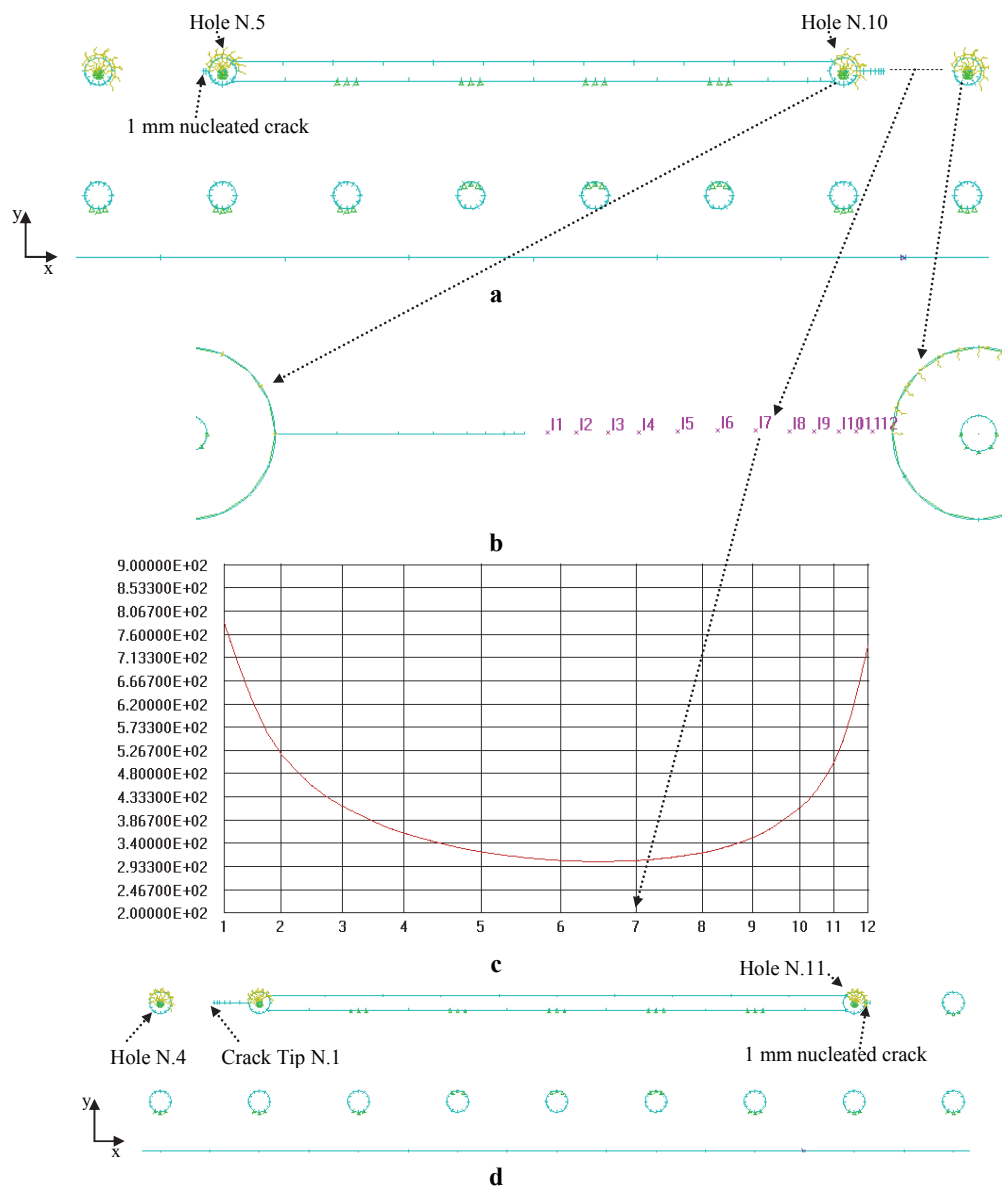 Hole N.5
Hole N.10
1 mm nucleated crack
y
x
a
I1 I2 I3 I4 I5 I6 I7 I8 I9 I10 I11 I12
b
9.00000E+02
8.53300E+02
8.06700E+02
7.60000E+02
7.13300E+02
6.66700E+02
6.20000E+02
5.73300E+02
5.26700E+02
4.80000E+02
4.33300E+02
3.86700E+02
3.40000E+02
2.93300E+02
2.46700E+02
2.00000E+02
1 2 3 4 5 6 7 8 9 10 11 12
c
Hole N.11
Hole N.4
Crack Tip N.1
1 mm nucleated crack
y
x
d